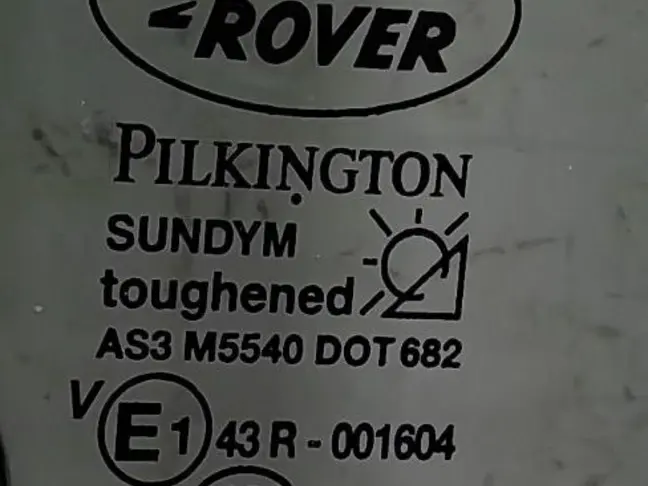 ROVER
PILKINGTON
SUNDYM
toughened
AS3 M5540 DOT 682
V E1 43 R - 001604